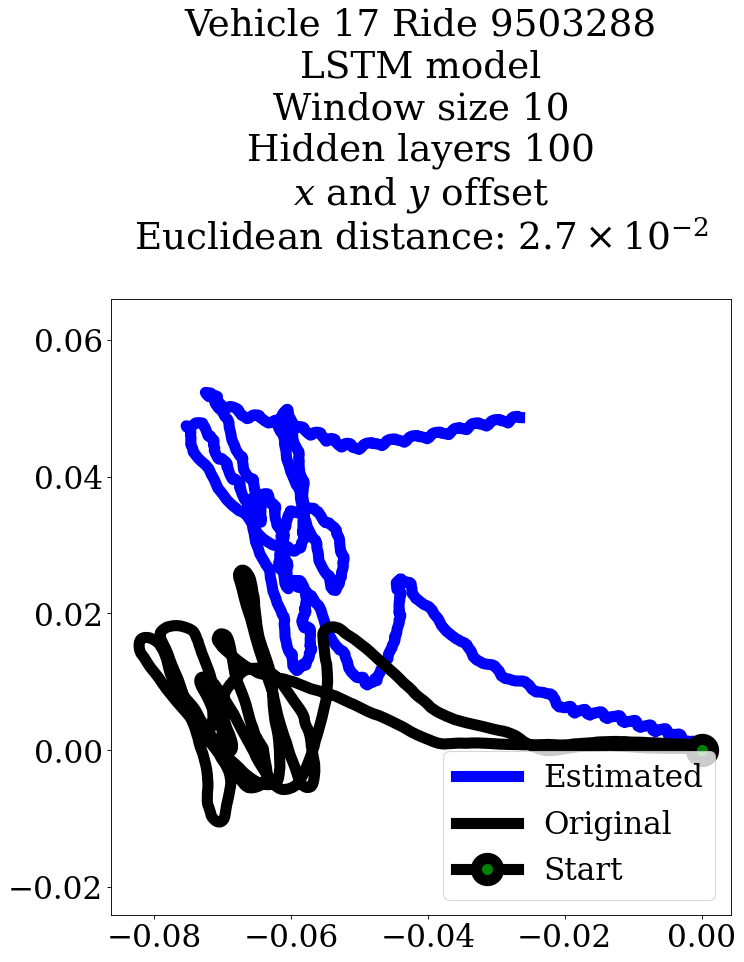 Vehicle 17 Ride 9503288
LSTM model
Window size 10
Hidden layers 100
x and y offset
Euclidean distance: 2.7 × 10⁻²
0.06
0.04
0.02
0.00
−0.02
Estimated
Original
Start
−0.08 −0.06 −0.04 −0.02 0.00